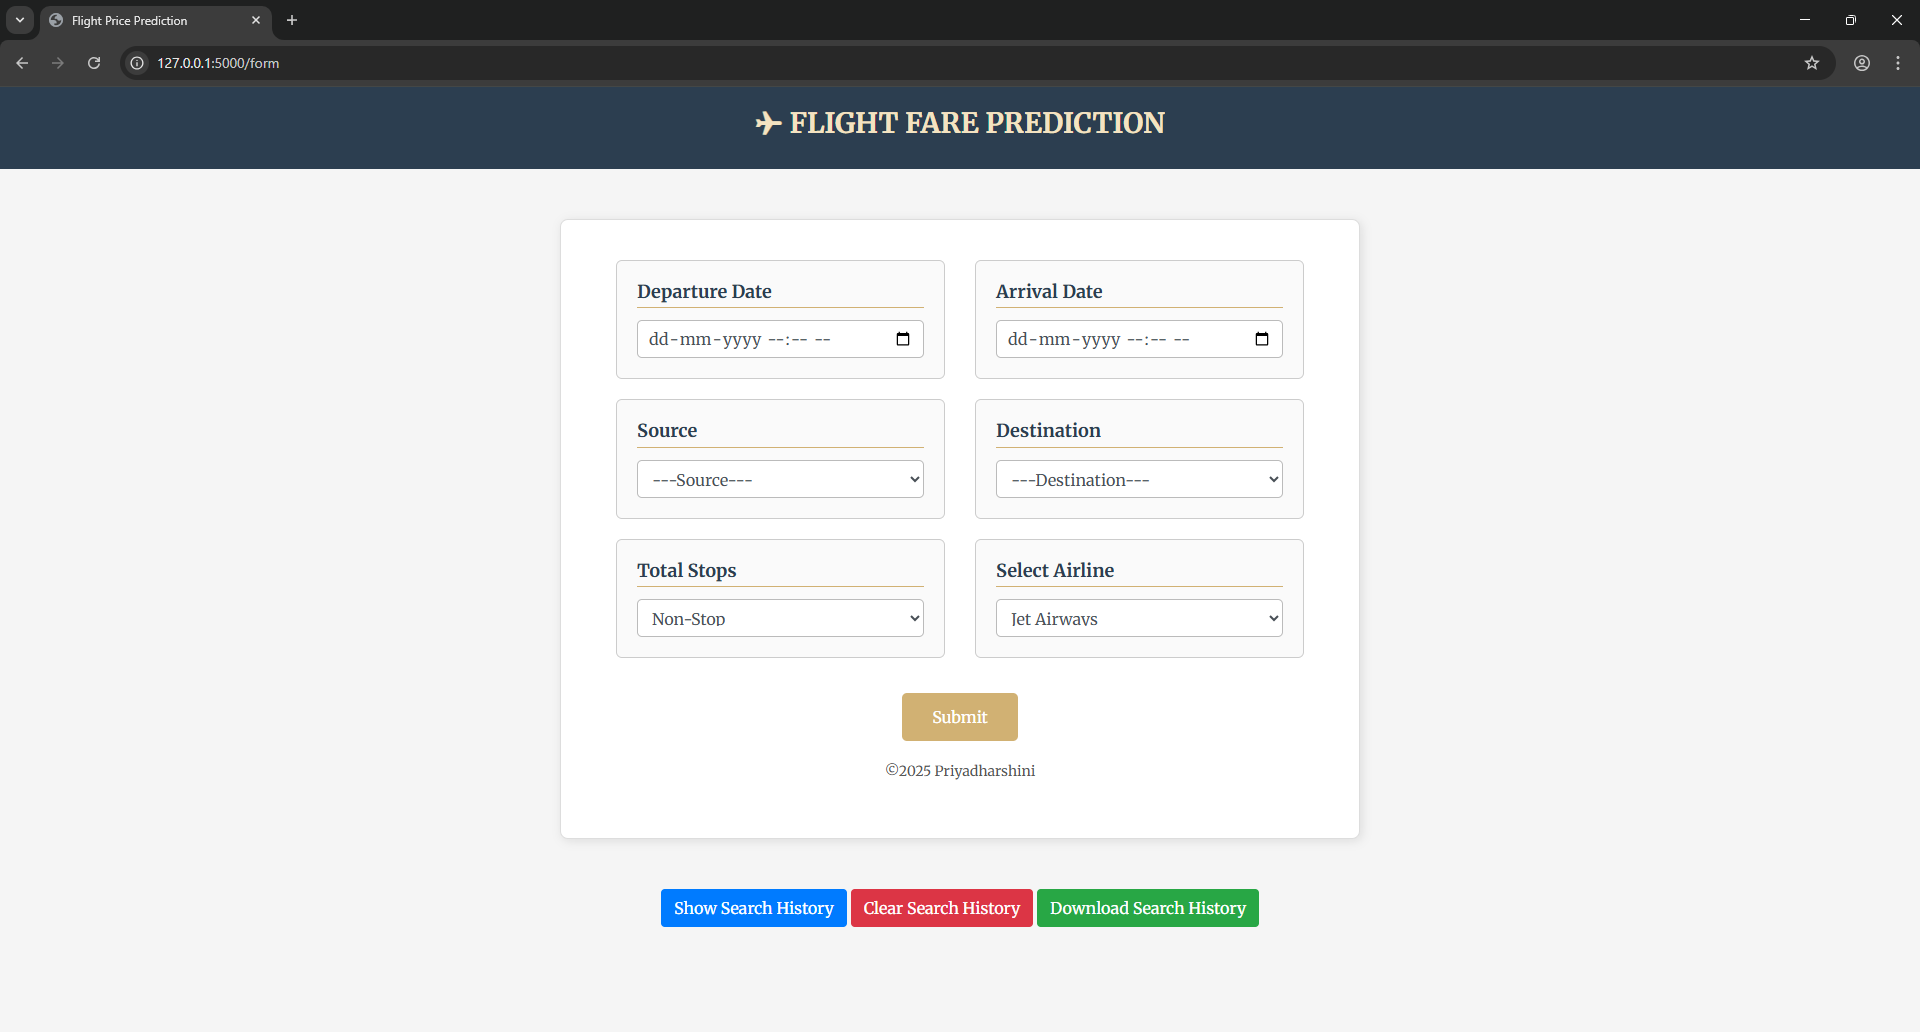 Flight Price Prediction
127.0.0.1:5000/form
FLIGHT FARE PREDICTION
Departure Date
Arrival Date
dd-mm-yyyy --:-- --
dd-mm-yyyy --:-- --
Source
Destination
---Source---
---Destination---
Total Stops
Select Airline
Non-Stop
Jet Airways
Submit
©2025 Priyadharshini
Show Search History
Clear Search History
Download Search History